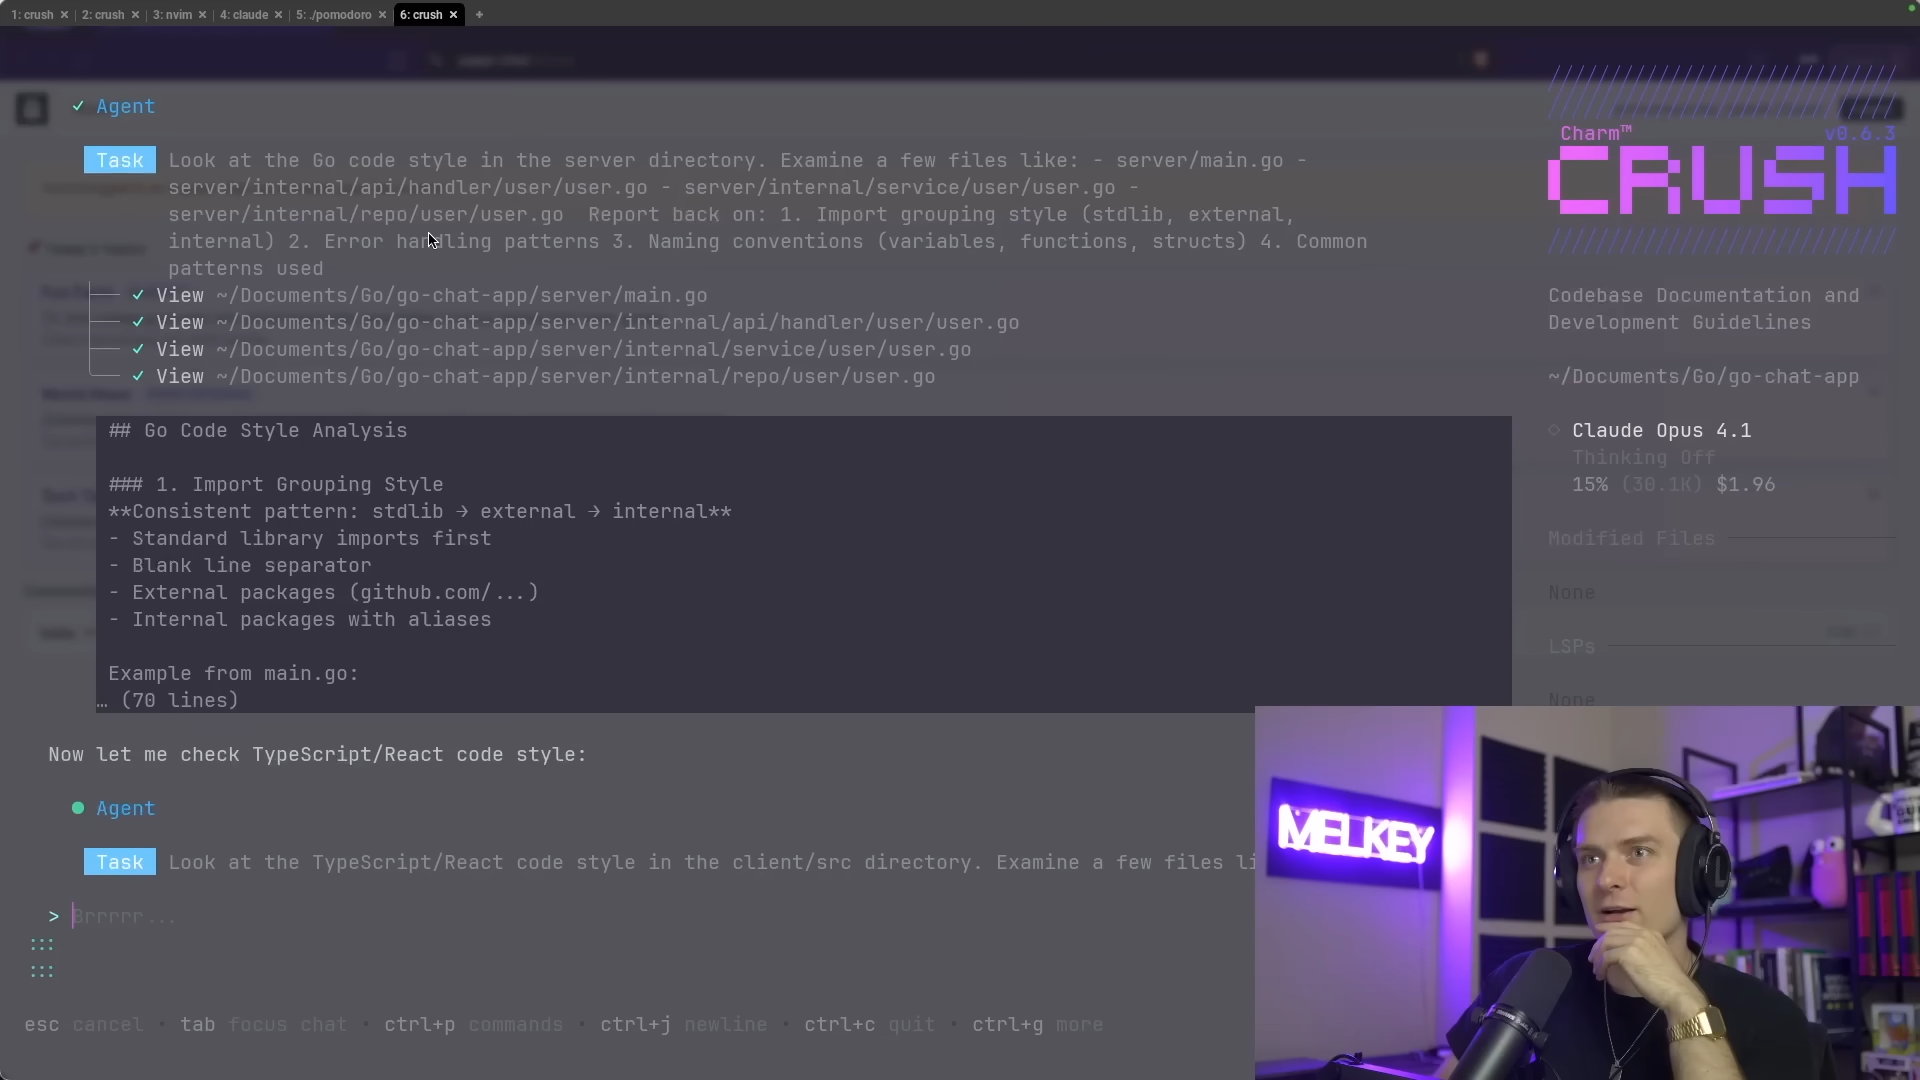 1: crush × 2: crush × 3: nvim × 4: claude × 5: ./pomodoro × 6: crush × +
✓ Agent
Task Look at the Go code style in the server directory. Examine a few files like: - server/main.go -
server/internal/api/handler/user/user.go - server/internal/service/user/user.go -
server/internal/repo/user/user.go  Report back on: 1. Import grouping style (stdlib, external,
internal) 2. Error handling patterns 3. Naming conventions (variables, functions, structs) 4. Common
patterns used
✓ View ~/Documents/Go/go-chat-app/server/main.go
✓ View ~/Documents/Go/go-chat-app/server/internal/api/handler/user/user.go
✓ View ~/Documents/Go/go-chat-app/server/internal/service/user/user.go
✓ View ~/Documents/Go/go-chat-app/server/internal/repo/user/user.go
## Go Code Style Analysis
### 1. Import Grouping Style
**Consistent pattern: stdlib → external → internal**
- Standard library imports first
- Blank line separator
- External packages (github.com/...)
- Internal packages with aliases
Example from main.go:
… (70 lines)
Now let me check TypeScript/React code style:
● Agent
Task Look at the TypeScript/React code style in the client/src directory. Examine a few files li
> Brrrrr...
esc cancel · tab focus chat · ctrl+p commands · ctrl+j newline · ctrl+c quit · ctrl+g more
Charm™ v0.6.3
CRUSH
Codebase Documentation and
Development Guidelines
~/Documents/Go/go-chat-app
◇ Claude Opus 4.1
Thinking Off
15% (30.1K) $1.96
Modified Files
None
LSPs
None
MELKEY